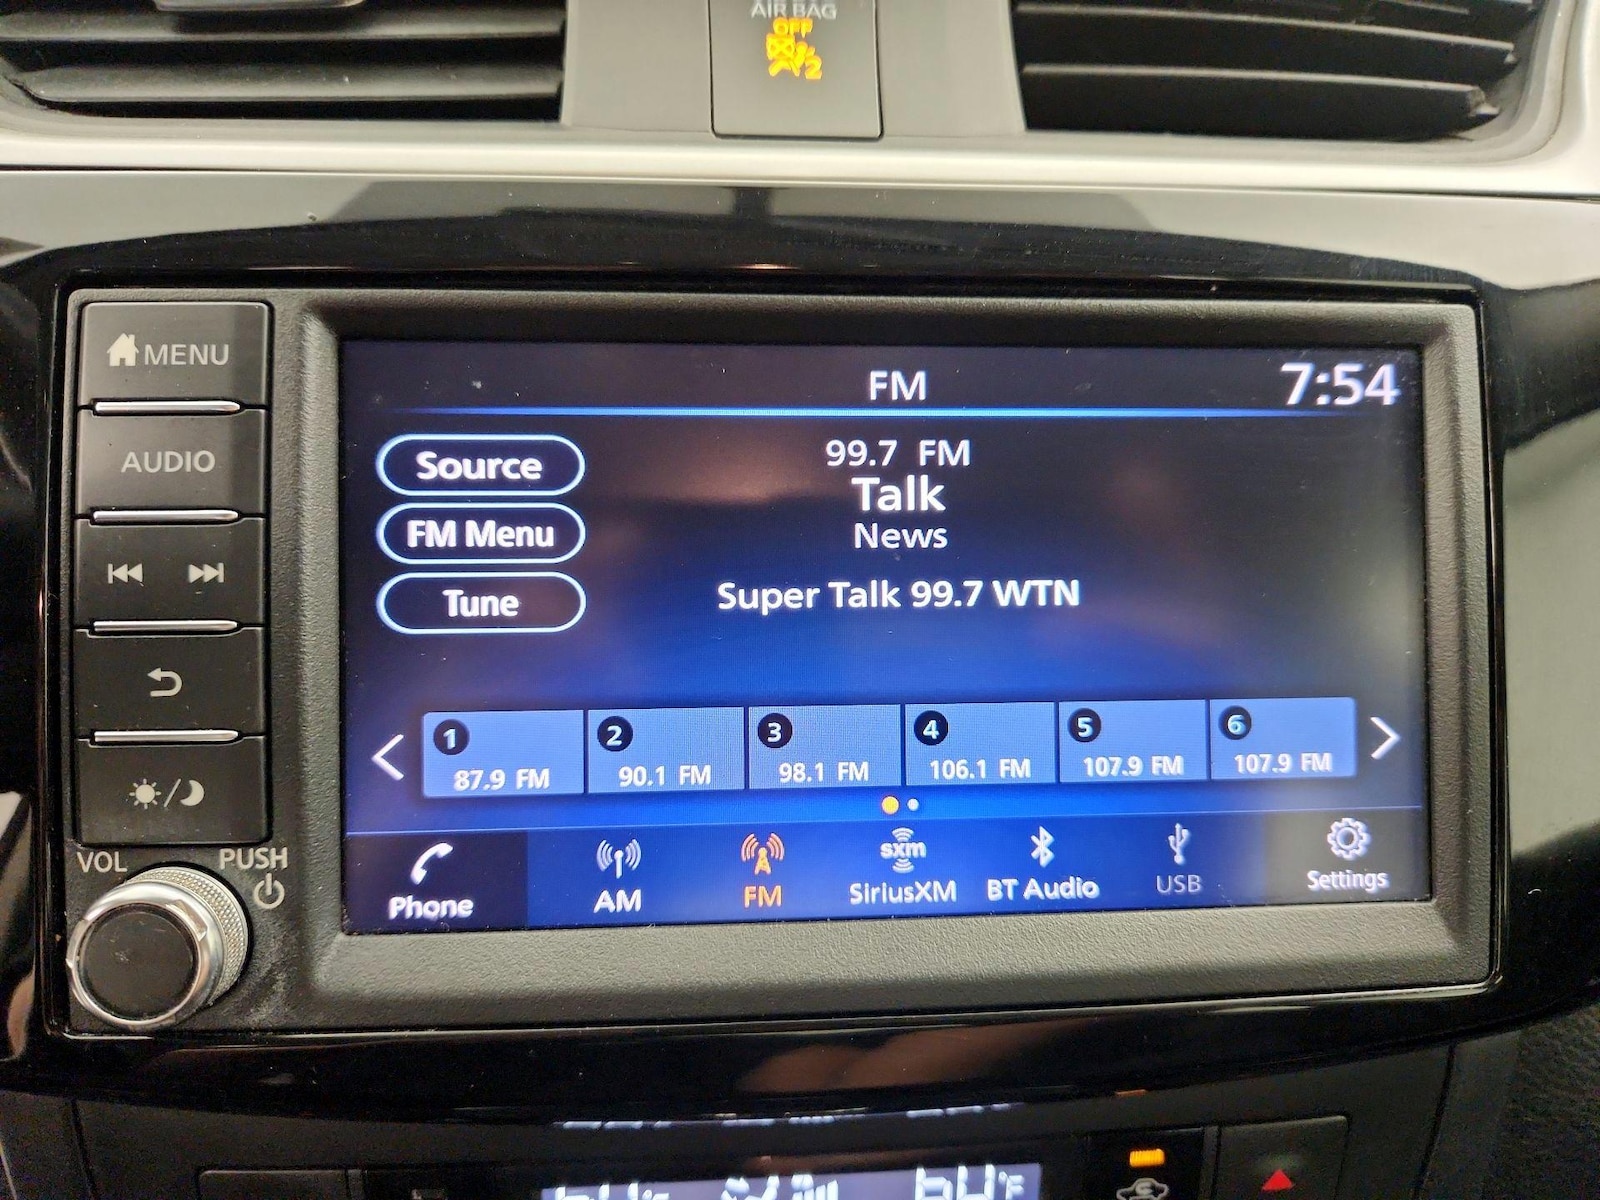 AIR BAG
OFF
2
MENU
AUDIO
VOL
PUSH
FM
7:54
Source
FM Menu
Tune
99.7 FM
Talk
News
Super Talk 99.7 WTN
1
87.9 FM
2
90.1 FM
3
98.1 FM
4
106.1 FM
5
107.9 FM
6
107.9 FM
Phone
AM
FM
sxm
SiriusXM
BT Audio
USB
Settings